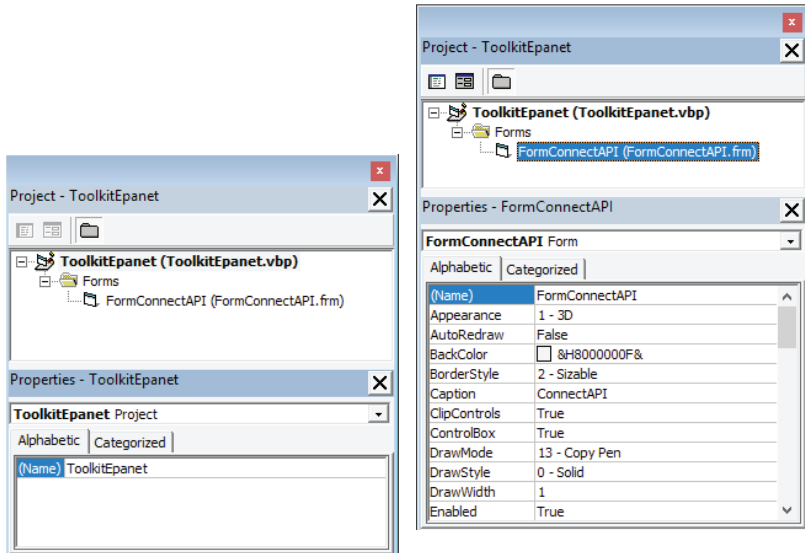 Project - ToolkitEpanet
ToolkitEpanet (ToolkitEpanet.vbp)
Forms
FormConnectAPI (FormConnectAPI.frm)
Properties - ToolkitEpanet
ToolkitEpanet Project
Alphabetic Categorized
(Name) ToolkitEpanet
Project - ToolkitEpanet
ToolkitEpanet (ToolkitEpanet.vbp)
Forms
FormConnectAPI (FormConnectAPI.frm)
Properties - FormConnectAPI
FormConnectAPI Form
Alphabetic Categorized
(Name) FormConnectAPI
Appearance 1 - 3D
AutoRedraw False
BackColor &H8000000F&
BorderStyle 2 - Sizable
Caption ConnectAPI
ClipControls True
ControlBox True
DrawMode 13 - Copy Pen
DrawStyle 0 - Solid
DrawWidth 1
Enabled True